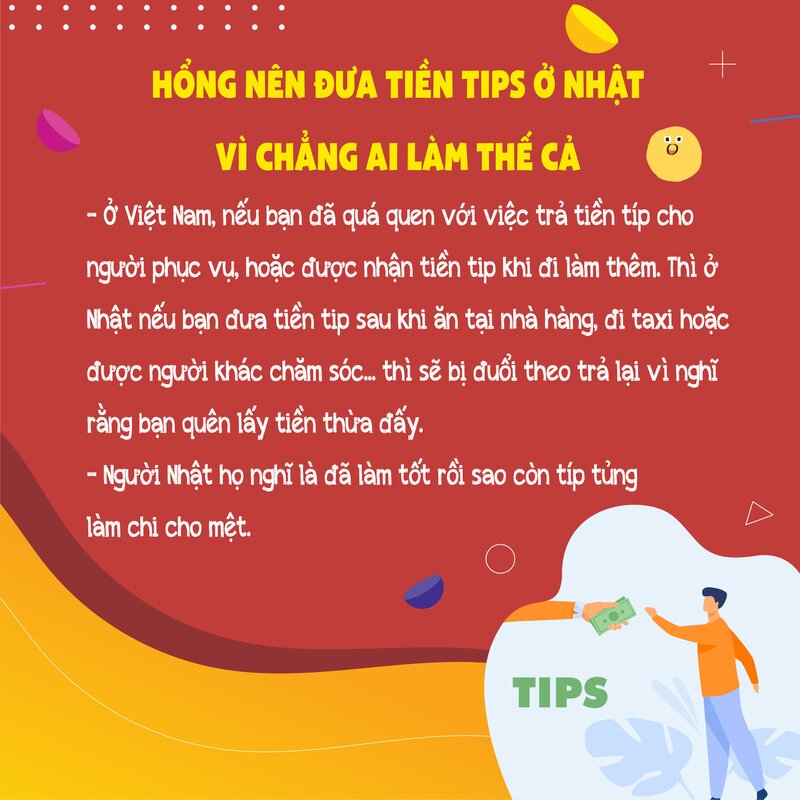 HỔNG NÊN ĐƯA TIỀN TIPS Ở NHẬT
VÌ CHẲNG AI LÀM THẾ CẢ
- Ở Việt Nam, nếu bạn đã quá quen với việc trả tiền típ cho
người phục vụ, hoặc được nhận tiền tip khi đi làm thêm. Thì ở
Nhật nếu bạn đưa tiền tip sau khi ăn tại nhà hàng, đi taxi hoặc
được người khác chăm sóc... thì sẽ bị đuổi theo trả lại vì nghĩ
rằng bạn quên lấy tiền thừa đấy.
- Người Nhật họ nghĩ là đã làm tốt rồi sao còn típ tủng
làm chi cho mệt.
TIPS